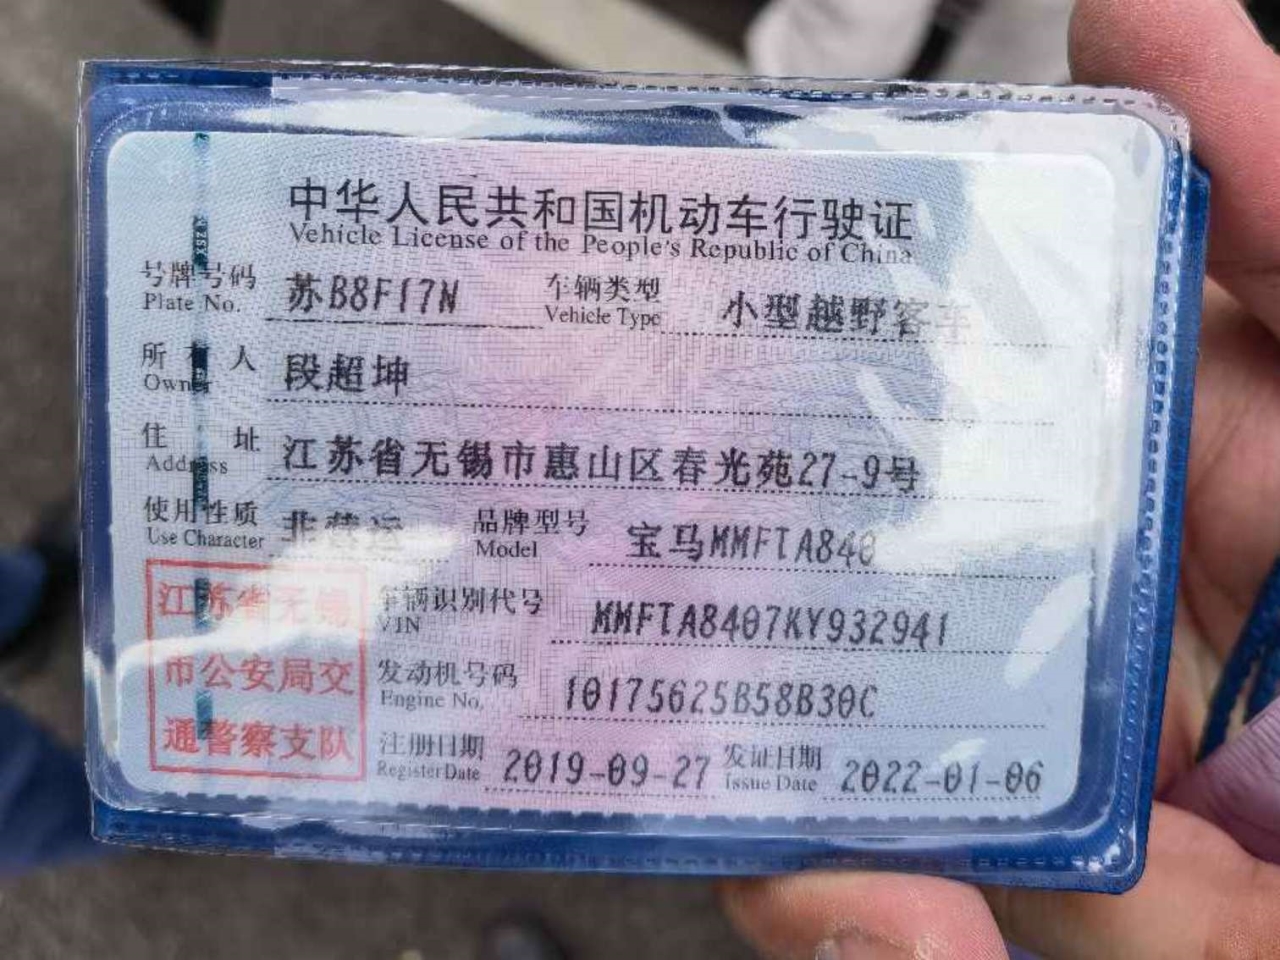 中华人民共和国机动车行驶证
Vehicle License of the People's Republic of China
号牌号码 苏B8F17N 车辆类型 小型越野客车
Plate No. Vehicle Type
所有人 段超坤
Owner
住址 江苏省无锡市惠山区春光苑27-9号
Address
使用性质 非营运 品牌型号 宝马MMFTA840
Use Character Model
江苏省无锡
市公安局交
通警察支队
车辆识别代号 MMFTA8407KY932941
VIN
发动机号码 10175625B58B30C
Engine No.
注册日期 2019-09-27 发证日期 2022-01-06
Register Date Issue Date